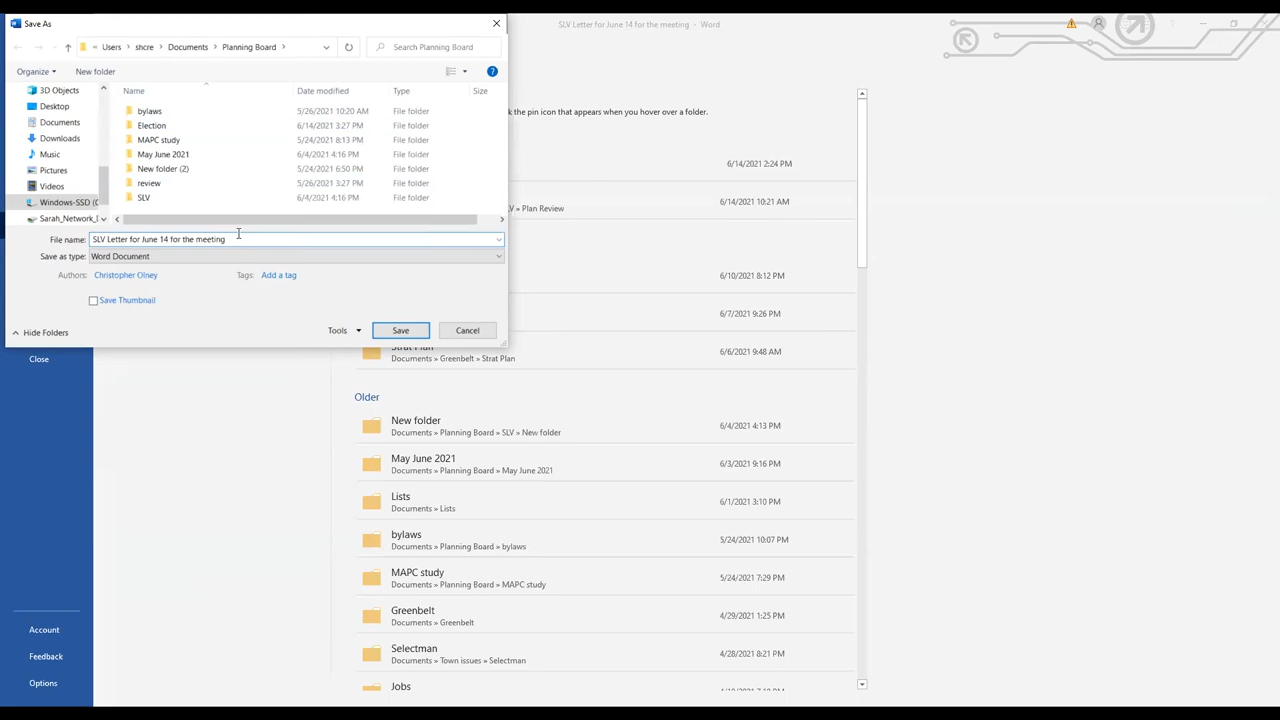 Save As
SLV Letter for June 14 for the meeting - Word
« Users › shcre › Documents › Planning Board ›
Search Planning Board
Organize
New folder
?
Name
Date modified
Type
Size
3D Objects
Desktop
Documents
Downloads
Music
Pictures
Videos
Windows-SSD (
Sarah_Network_
bylaws 5/26/2021 10:20 AM File folder
Election 6/14/2021 3:27 PM File folder
MAPC study 5/24/2021 8:13 PM File folder
May June 2021 6/4/2021 4:16 PM File folder
New folder (2) 5/24/2021 6:50 PM File folder
review 5/26/2021 3:27 PM File folder
SLV 6/4/2021 4:16 PM File folder
File name: SLV Letter for June 14 for the meeting
Save as type: Word Document
Authors: Christopher Olney
Tags: Add a tag
Save Thumbnail
Hide Folders
Tools
Save
Cancel
k the pin icon that appears when you hover over a folder.
6/14/2021 2:24 PM
LV » Plan Review
6/14/2021 10:21 AM
6/10/2021 8:12 PM
6/7/2021 9:26 PM
Strat Plan
Documents » Greenbelt » Strat Plan
6/6/2021 9:48 AM
Older
New folder
Documents » Planning Board » SLV » New folder
6/4/2021 4:13 PM
May June 2021
Documents » Planning Board » May June 2021
6/3/2021 9:16 PM
Lists
Documents » Lists
6/1/2021 3:10 PM
bylaws
Documents » Planning Board » bylaws
5/24/2021 10:07 PM
MAPC study
Documents » Planning Board » MAPC study
5/24/2021 7:29 PM
Greenbelt
Documents » Greenbelt
4/29/2021 1:25 PM
Selectman
Documents » Town issues » Selectman
4/28/2021 8:21 PM
Jobs
Close
Account
Feedback
Options